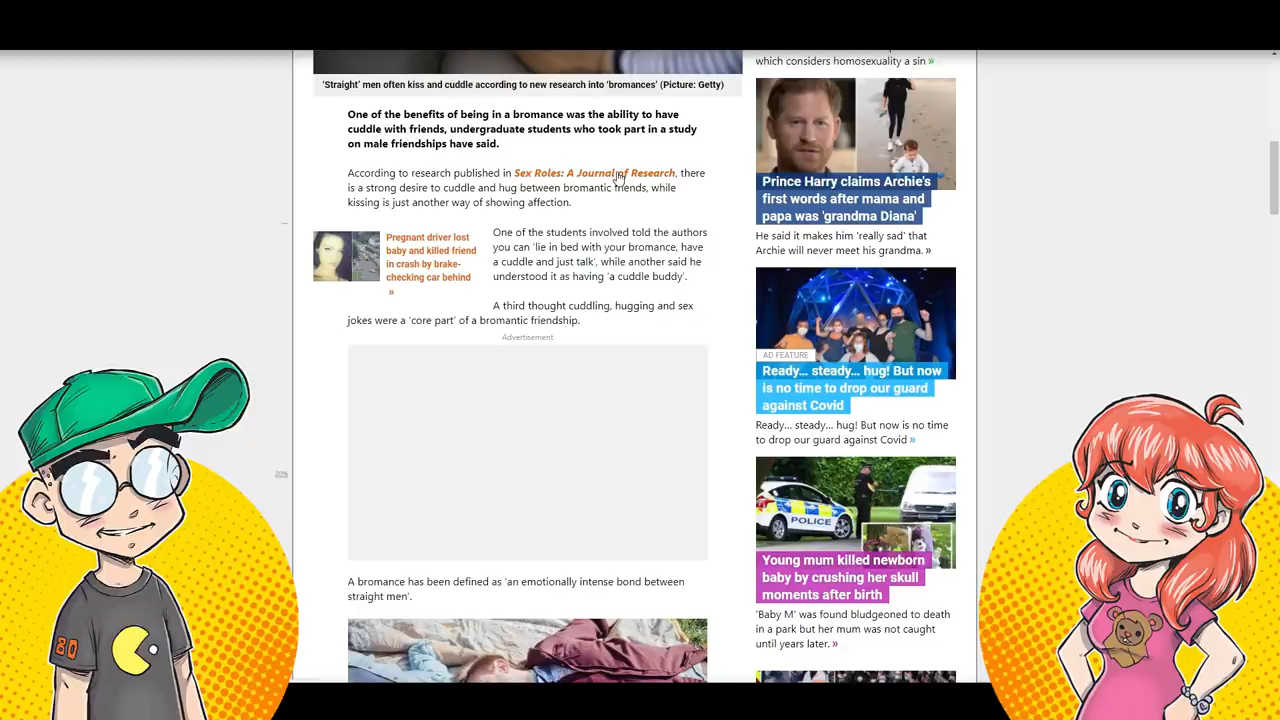 'Straight' men often kiss and cuddle according to new research into 'bromances' (Picture: Getty)
One of the benefits of being in a bromance was the ability to have
cuddle with friends, undergraduate students who took part in a study
on male friendships have said.
According to research published in Sex Roles: A Journal of Research, there
is a strong desire to cuddle and hug between bromantic friends, while
kissing is just another way of showing affection.
Pregnant driver lost
baby and killed friend
in crash by brake-
checking car behind
»
One of the students involved told the authors
you can 'lie in bed with your bromance, have
a cuddle and just talk', while another said he
understood it as having 'a cuddle buddy'.
A third thought cuddling, hugging and sex
jokes were a 'core part' of a bromantic friendship.
Advertisement
20%
A bromance has been defined as 'an emotionally intense bond between
straight men'.
which considers homosexuality a sin »
Prince Harry claims Archie's
first words after mama and
papa was 'grandma Diana'
He said it makes him 'really sad' that
Archie will never meet his grandma. »
AD FEATURE
Ready... steady... hug! But now
is no time to drop our guard
against Covid
Ready... steady... hug! But now is no time
to drop our guard against Covid »
POLICE
Young mum killed newborn
baby by crushing her skull
moments after birth
'Baby M' was found bludgeoned to death
in a park but her mum was not caught
until years later. »
80